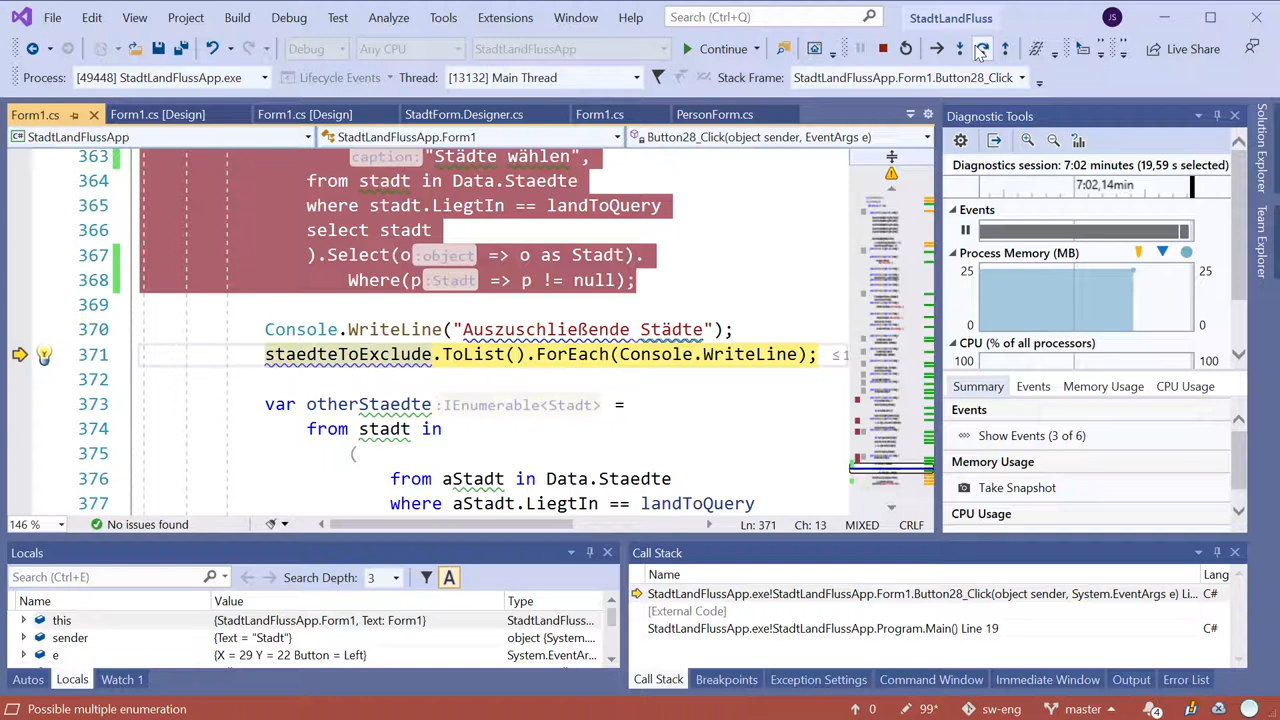 File Edit View Project Build Debug Test Analyze Tools Extensions Window Help Search (Ctrl+Q) StadtLandFluss JS
Debug Any CPU StadtLandFlussApp Continue Live Share
Process: [49448] StadtLandFlussApp.exe Lifecycle Events Thread: [13132] Main Thread Stack Frame: StadtLandFlussApp.Form1.Button28_Click
Form1.cs Form1.cs [Design] Form1.cs [Design] StadtForm.Designer.cs Form1.cs PersonForm.cs
StadtLandFlussApp StadtLandFlussApp.Form1 Button28_Click(object sender, EventArgs e)
363 caption: "Städte wählen",
364 from stadt in Data.Staedte
365 where stadt.LiegtIn == landToQuery
366 select stadt
367 ).Select(o:object => o as Stadt).
368 Where(p:Stadt => p != null);
369
370 Console.WriteLine("Auszuschließende Städte");
371 staedteToExclude.ToList().ForEach(Console.WriteLine); ≤1
372
373 var otherStaedte:IEnumerable<Stadt> =
374 from stadt in
375
376 from aStadt in Data.Staedte
377 where aStadt.LiegtIn == landToQuery
146 % No issues found Ln: 371 Ch: 13 MIXED CRLF
Diagnostic Tools
Diagnostics session: 7:02 minutes (19,59 s selected)
7:02,14min
Events
Process Memory (MB)
25 25
0 0
CPU (% of all processors)
100 100
Summary Events Memory Usage CPU Usage
Events
Show Events (5 of 6)
Memory Usage
Take Snapshot
CPU Usage
Solution Explorer
Team Explorer
Locals
Search (Ctrl+E) Search Depth: 3 A
Name Value Type
this {StadtLandFlussApp.Form1, Text: Form1} StadtLandFluss...
sender {Text = "Stadt"} object {System....
e {X = 29 Y = 22 Button = Left} System.EventAr...
Autos Locals Watch 1
Call Stack
Name Lang
StadtLandFlussApp.exe!StadtLandFlussApp.Form1.Button28_Click(object sender, System.EventArgs e) Li... C#
[External Code]
StadtLandFlussApp.exe!StadtLandFlussApp.Program.Main() Line 19 C#
Call Stack Breakpoints Exception Settings Command Window Immediate Window Output Error List
Possible multiple enumeration 0 99* sw-eng master 4